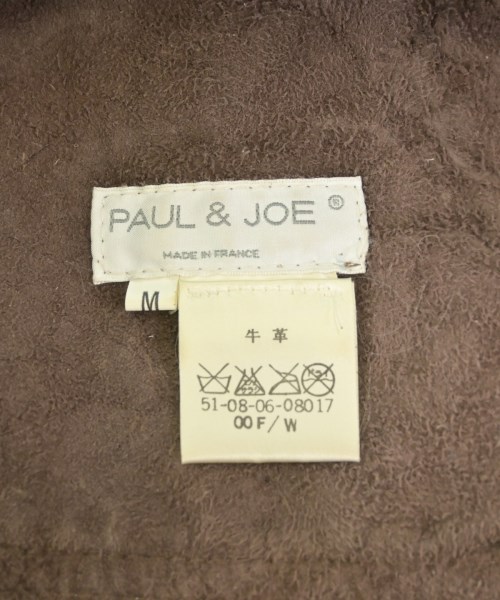 PAUL & JOE ®
MADE IN FRANCE
M
牛革
51-08-06-08017
00F/W